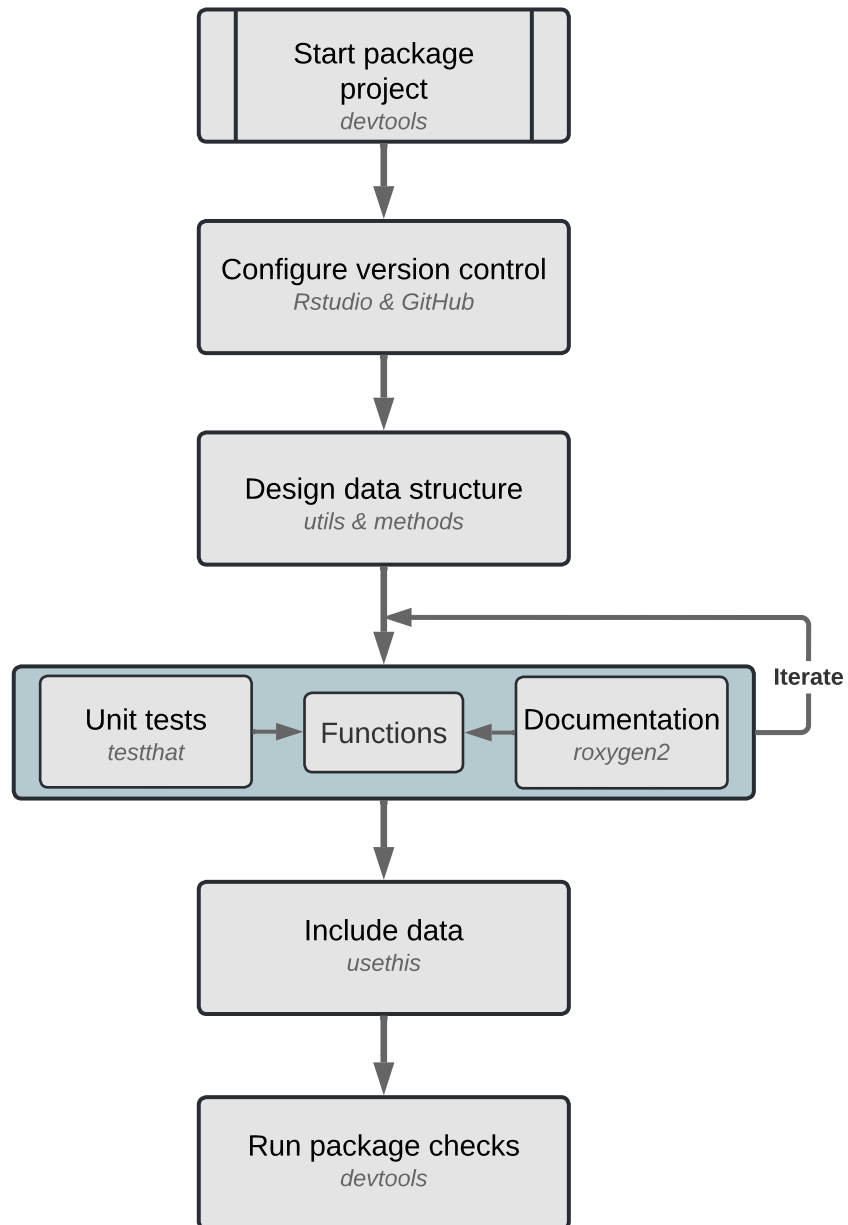 Start package
project
devtools
Configure version control
Rstudio & GitHub
Design data structure
utils & methods
Iterate
Unit tests
testthat
Functions
Documentation
roxygen2
Include data
usethis
Run package checks
devtools